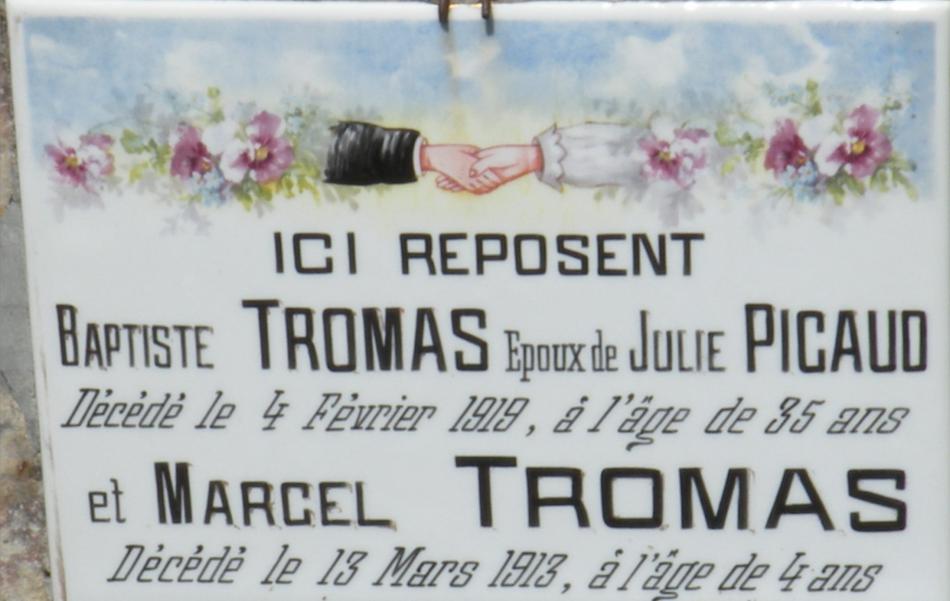 ICI REPOSENT
BAPTISTE TROMAS Epoux de JULIE PICAUD
Décédé le 4 Février 1919, à l'âge de 35 ans
et MARCEL TROMAS
Décédé le 13 Mars 1913, à l'âge de 4 ans